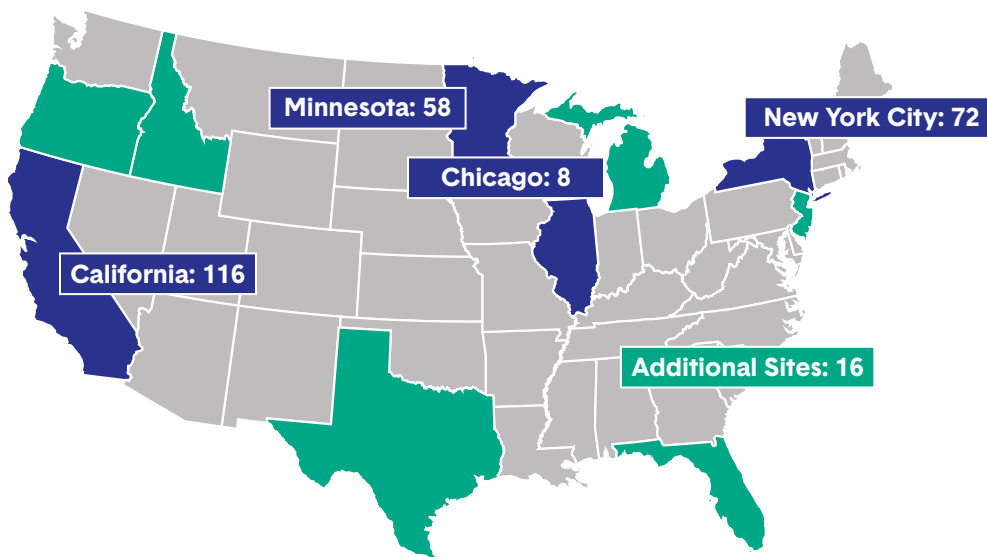 Minnesota: 58
New York City: 72
Chicago: 8
California: 116
Additional Sites: 16